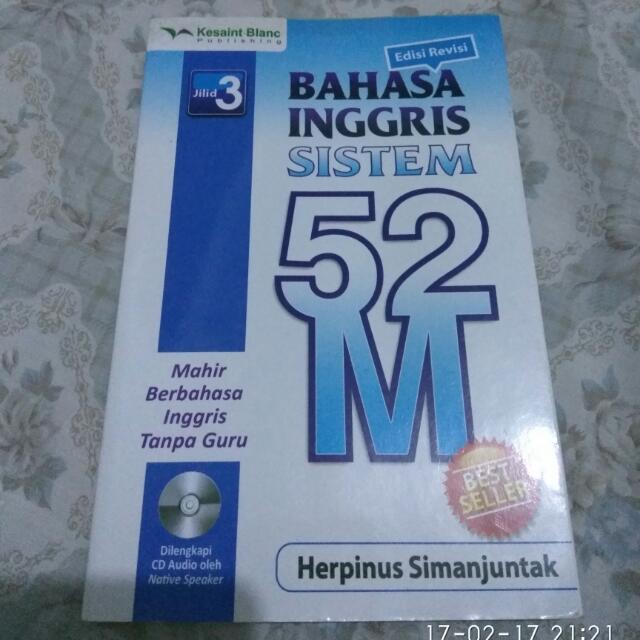 Kesaint Blanc
Publishing
Edisi Revisi
Jilid 3
BAHASA
INGGRIS
SISTEM
52
M
Mahir
Berbahasa
Inggris
Tanpa Guru
BEST
SELLER
Dilengkapi
CD Audio oleh
Native Speaker
Herpinus Simanjuntak
17-02-17 21:21